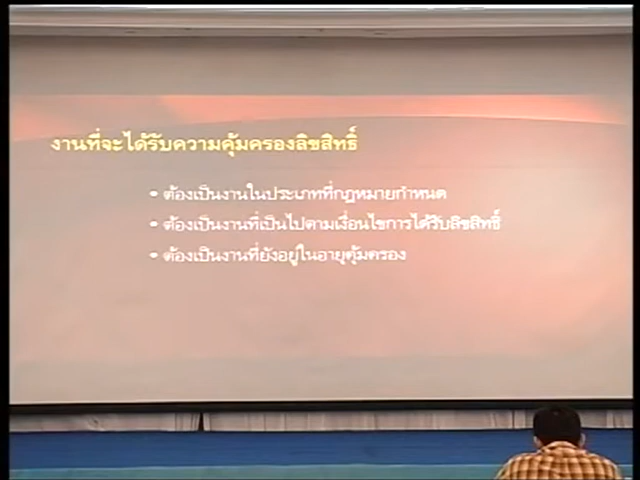 งานที่จะได้รับความคุ้มครองลิขสิทธิ์
• ต้องเป็นงานในประเภทที่กฎหมายกำหนด
• ต้องเป็นงานที่เป็นไปตามเงื่อนไขการได้รับลิขสิทธิ์
• ต้องเป็นงานที่ยังอยู่ในอายุคุ้มครอง